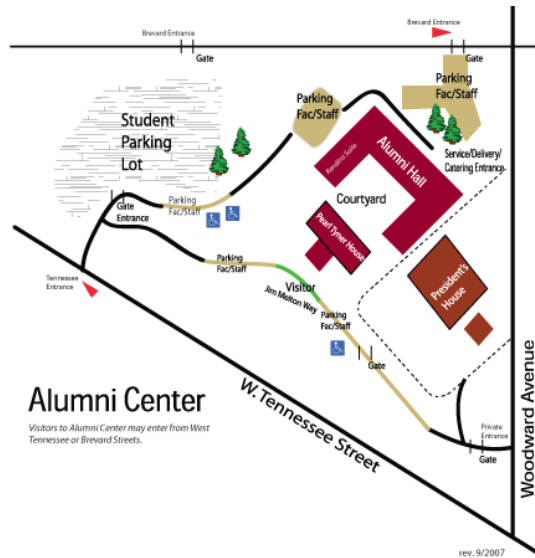 Brevard Entrance
Brevard Entrance
Gate
Gate
Parking
Fac/Staff
Parking
Fac/Staff
Student
Parking
Lot
Service/Delivery/
Catering Entrance
Alumni Hall
Rendina Suite
Courtyard
Parking
Fac/Staff
Gate
Entrance
Pearl Tyner House
Parking
Fac/Staff
Visitor
Jim Melton Way
Parking
Fac/Staff
President's
House
Tennessee
Entrance
Gate
Alumni Center
Visitors to Alumni Center may enter from West
Tennessee or Brevard Streets.
W. Tennessee Street
Private
Entrance
Gate
Woodward Avenue
rev. 9/2007